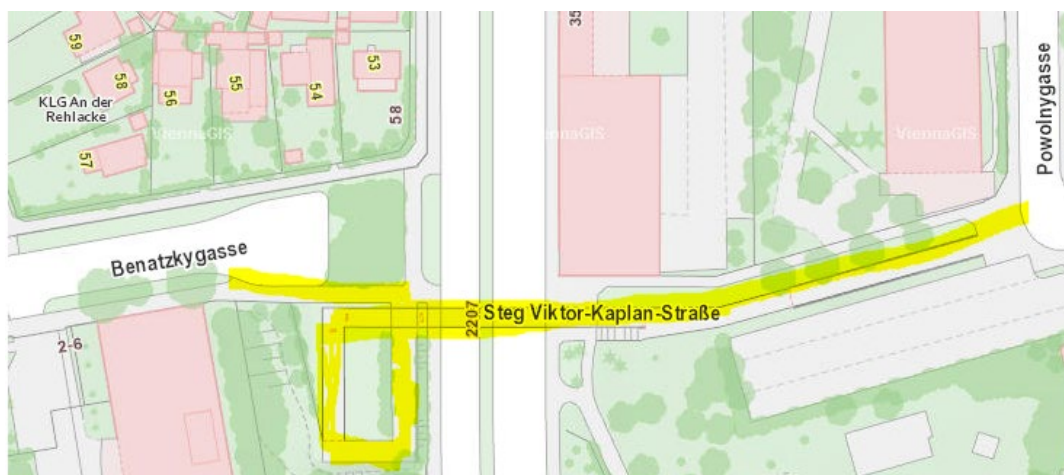 59
58
56
55
54
53
35
KLG An der
Rehlacke
ViennaGIS
ViennaGIS
ViennaGIS
57
58
Powolnygasse
Benatzkygasse
Steg Viktor-Kaplan-Straße
2207
2-6